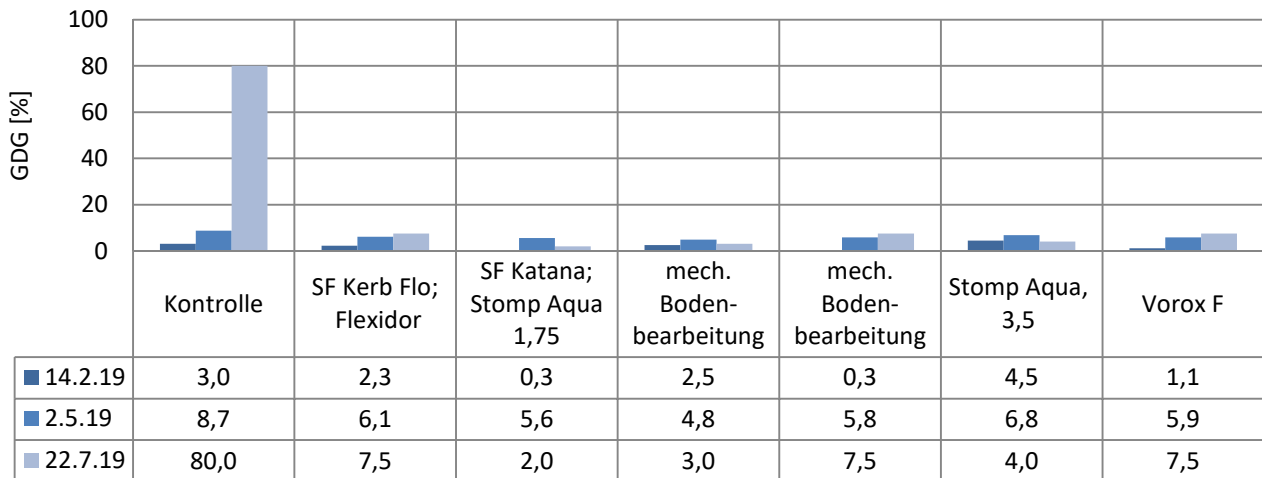 100
80
60
40
20
0
GDG [%]
Kontrolle
SF Kerb Flo;
Flexidor
SF Katana;
Stomp Aqua
1,75
mech.
Boden-
bearbeitung
mech.
Boden-
bearbeitung
Stomp Aqua,
3,5
Vorox F
14.2.19 3,0 2,3 0,3 2,5 0,3 4,5 1,1
2.5.19 8,7 6,1 5,6 4,8 5,8 6,8 5,9
22.7.19 80,0 7,5 2,0 3,0 7,5 4,0 7,5